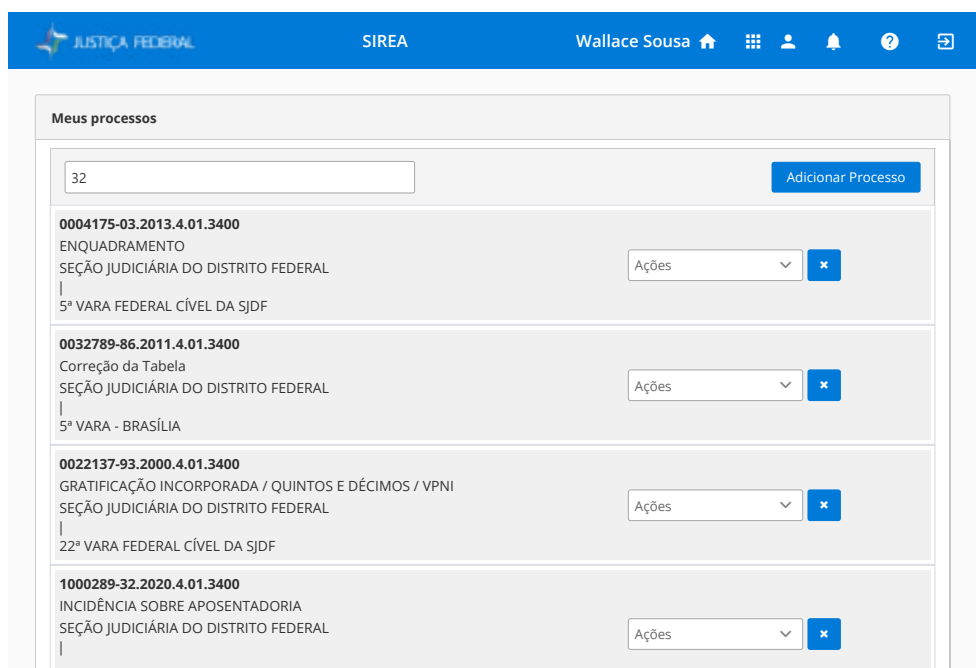 JUSTIÇA FEDERAL
SIREA
Wallace Sousa
Meus processos
32
Adicionar Processo
0004175-03.2013.4.01.3400
ENQUADRAMENTO
SEÇÃO JUDICIÁRIA DO DISTRITO FEDERAL
|
5ª VARA FEDERAL CÍVEL DA SJDF
Ações
0032789-86.2011.4.01.3400
Correção da Tabela
SEÇÃO JUDICIÁRIA DO DISTRITO FEDERAL
|
5ª VARA - BRASÍLIA
Ações
0022137-93.2000.4.01.3400
GRATIFICAÇÃO INCORPORADA / QUINTOS E DÉCIMOS / VPNI
SEÇÃO JUDICIÁRIA DO DISTRITO FEDERAL
|
22ª VARA FEDERAL CÍVEL DA SJDF
Ações
1000289-32.2020.4.01.3400
INCIDÊNCIA SOBRE APOSENTADORIA
SEÇÃO JUDICIÁRIA DO DISTRITO FEDERAL
|
Ações